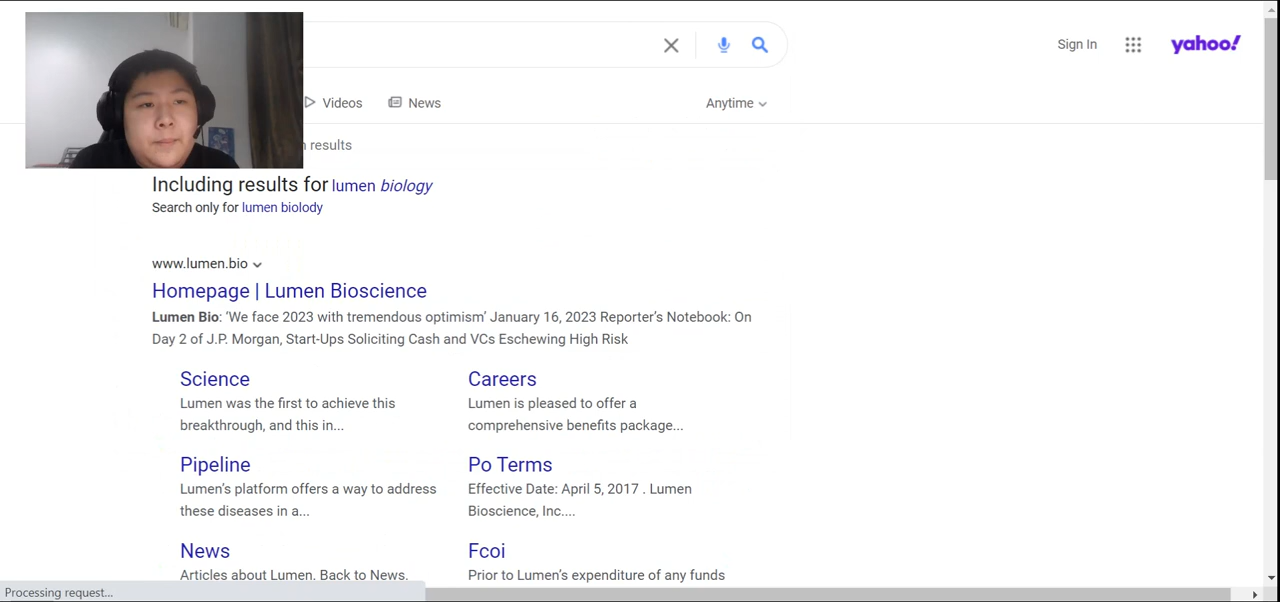 Sign In
yahoo!
Videos
News
Anytime
results
Including results for lumen biology
Search only for lumen biolody
www.lumen.bio
Homepage | Lumen Bioscience
Lumen Bio: ‘We face 2023 with tremendous optimism’ January 16, 2023 Reporter’s Notebook: On
Day 2 of J.P. Morgan, Start-Ups Soliciting Cash and VCs Eschewing High Risk
Science
Lumen was the first to achieve this
breakthrough, and this in...
Careers
Lumen is pleased to offer a
comprehensive benefits package...
Pipeline
Lumen’s platform offers a way to address
these diseases in a...
Po Terms
Effective Date: April 5, 2017 . Lumen
Bioscience, Inc....
News
Articles about Lumen. Back to News.
Fcoi
Prior to Lumen’s expenditure of any funds
Processing request...